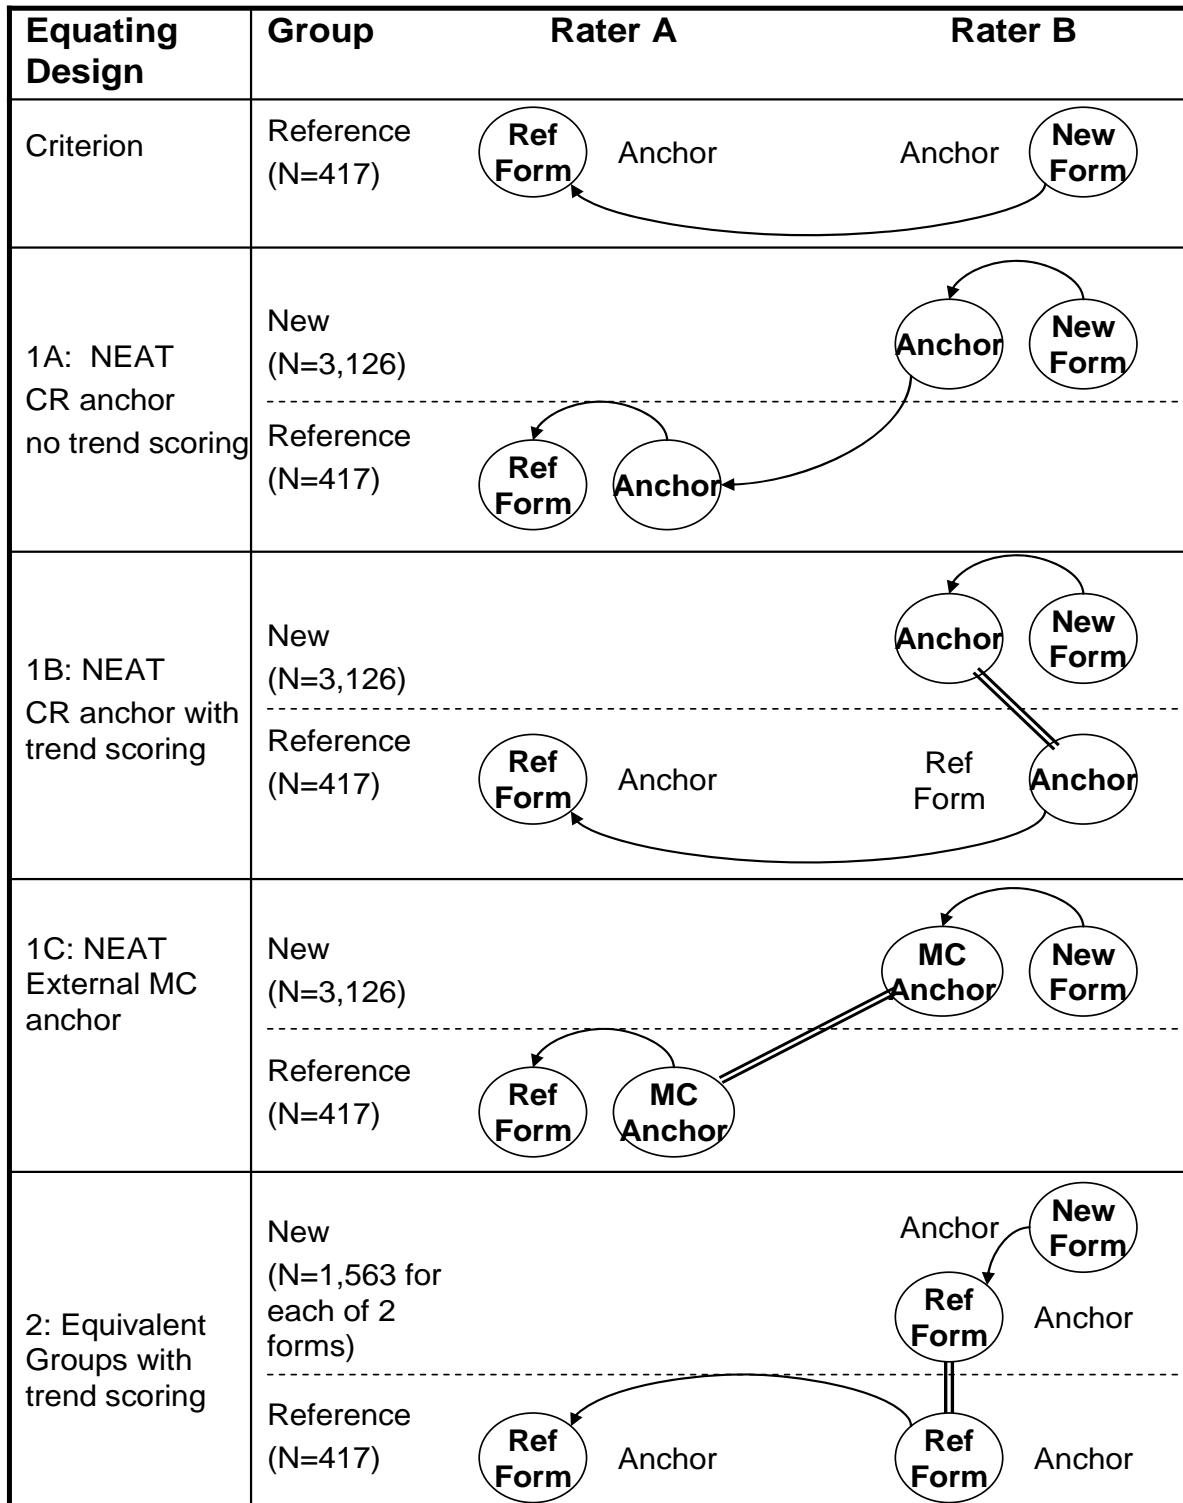 Equating Design
Group
Rater A
Rater B
Criterion
Reference
(N=417)
Ref
Form
Anchor
Anchor
New
Form
1A: NEAT
CR anchor
no trend scoring
New
(N=3,126)
Anchor
New
Form
Reference
(N=417)
Ref
Form
Anchor
1B: NEAT
CR anchor with
trend scoring
New
(N=3,126)
Anchor
New
Form
Reference
(N=417)
Ref
Form
Anchor
Ref
Form
Anchor
1C: NEAT
External MC
anchor
New
(N=3,126)
MC
Anchor
New
Form
Reference
(N=417)
Ref
Form
MC
Anchor
2: Equivalent
Groups with
trend scoring
New
(N=1,563 for
each of 2
forms)
Anchor
New
Form
Ref
Form
Anchor
Reference
(N=417)
Ref
Form
Anchor
Ref
Form
Anchor